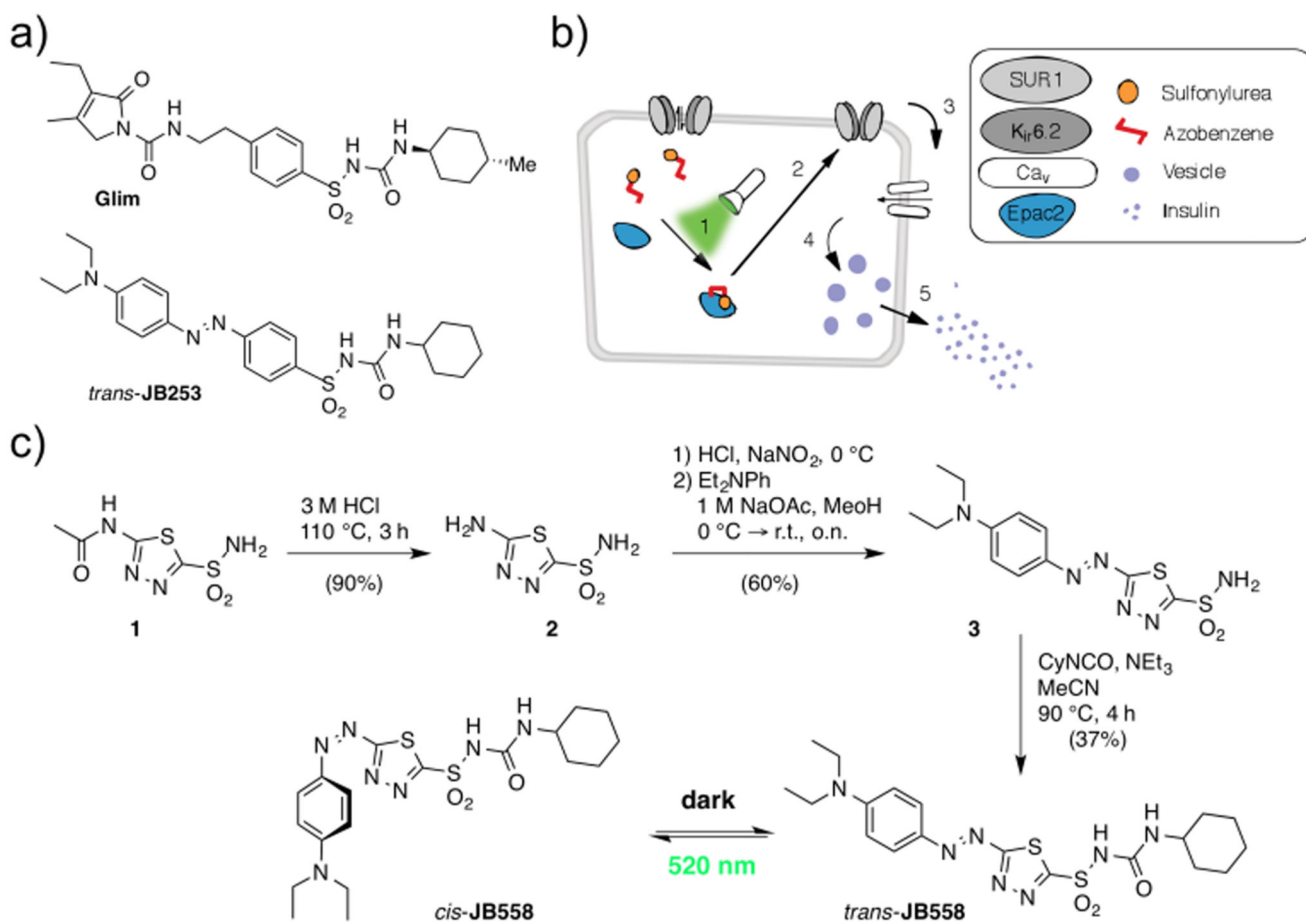 a)
O
N
O
H
N
S
O2
H
N
O
H
N
Me
Glim
N
N
N
S
O2
H
N
O
H
N
trans-JB253
b)
1
2
3
4
5
SUR1
Kir6.2
Cav
Epac2
Sulfonylurea
Azobenzene
Vesicle
Insulin
c)
O
H
N
S
N N
S
O2
NH2
1
3 M HCl
110 °C, 3 h
(90%)
H2N
S
N N
S
O2
NH2
2
1) HCl, NaNO2, 0 °C
2) Et2NPh
1 M NaOAc, MeoH
0 °C → r.t., o.n.
(60%)
N
N
N
S
N N
S
O2
NH2
3
CyNCO, NEt3
MeCN
90 °C, 4 h
(37%)
N
N
S
N N
S
O2
H
N
O
H
N
N
cis-JB558
dark
520 nm
N
N
N
S
N N
S
O2
H
N
O
H
N
trans-JB558